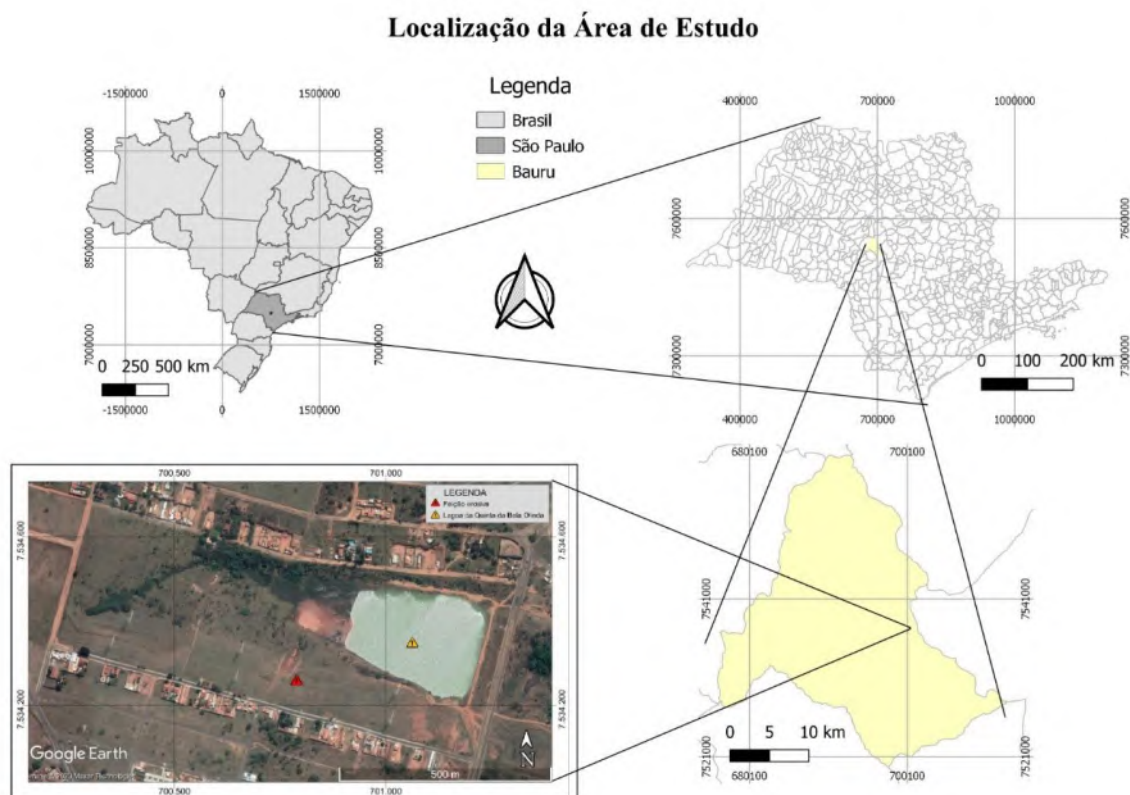 Localização da Área de Estudo
Legenda
Brasil
São Paulo
Bauru
-1500000 0 1500000
10000000 10000000
8500000 8500000
7000000 7000000
0 250 500 km
-1500000 0 1500000
400000 700000 1000000
7600000 7600000
7300000 7300000
0 100 200 km
400000 700000 1000000
700.500 701.000
LEGENDA
Feição erosiva
Lagoa da Quinta da Bela Olinda
7.534.600 7.534.600
7.534.200 7.534.200
Google Earth
N
500 m
700.500 701.000
680100 700100
7541000 7541000
7521000 7521000
0 5 10 km
680100 700100